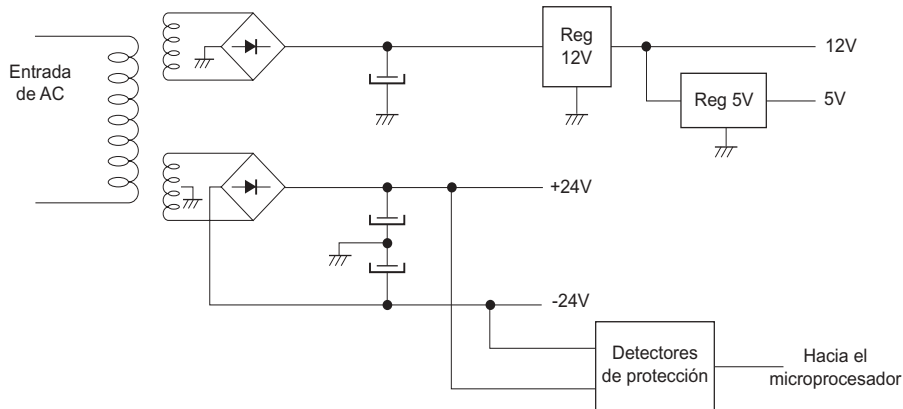 Entrada
de AC
Reg
12V
12V
Reg 5V
5V
+24V
-24V
Detectores
de protección
Hacia el
microprocesador